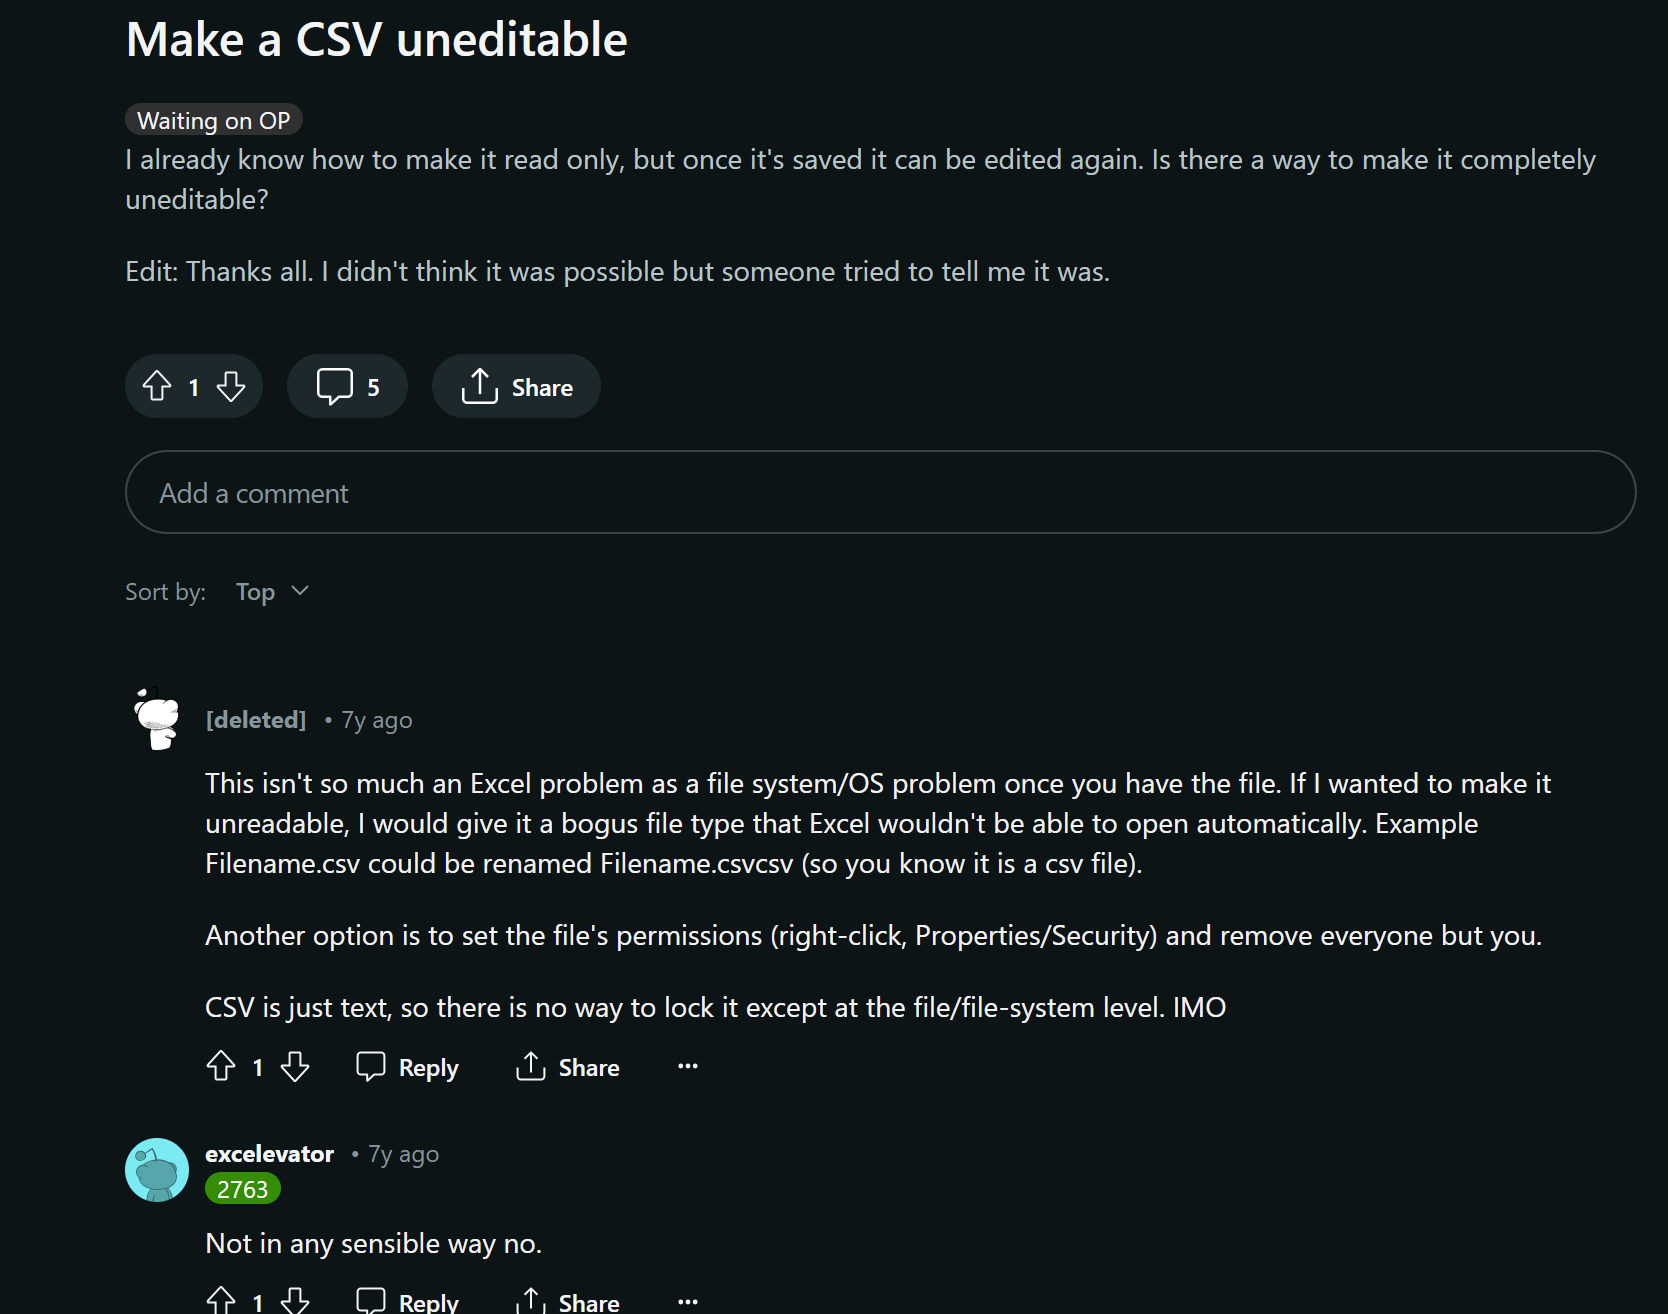 Make a CSV uneditable
Waiting on OP
I already know how to make it read only, but once it's saved it can be edited again. Is there a way to make it completely
uneditable?
Edit: Thanks all. I didn't think it was possible but someone tried to tell me it was.
1
5
Share
Add a comment
Sort by: Top
[deleted] • 7y ago
This isn't so much an Excel problem as a file system/OS problem once you have the file. If I wanted to make it
unreadable, I would give it a bogus file type that Excel wouldn't be able to open automatically. Example
Filename.csv could be renamed Filename.csvcsv (so you know it is a csv file).
Another option is to set the file's permissions (right-click, Properties/Security) and remove everyone but you.
CSV is just text, so there is no way to lock it except at the file/file-system level. IMO
1 Reply Share ...
excelevator • 7y ago
2763
Not in any sensible way no.
1 Reply Share ...